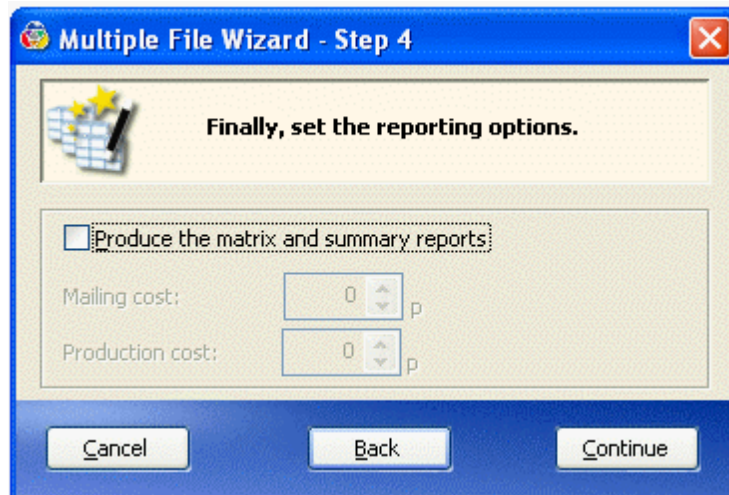 Multiple File Wizard - Step 4
Finally, set the reporting options.
Produce the matrix and summary reports
Mailing cost: 0 p
Production cost: 0 p
Cancel Back Continue